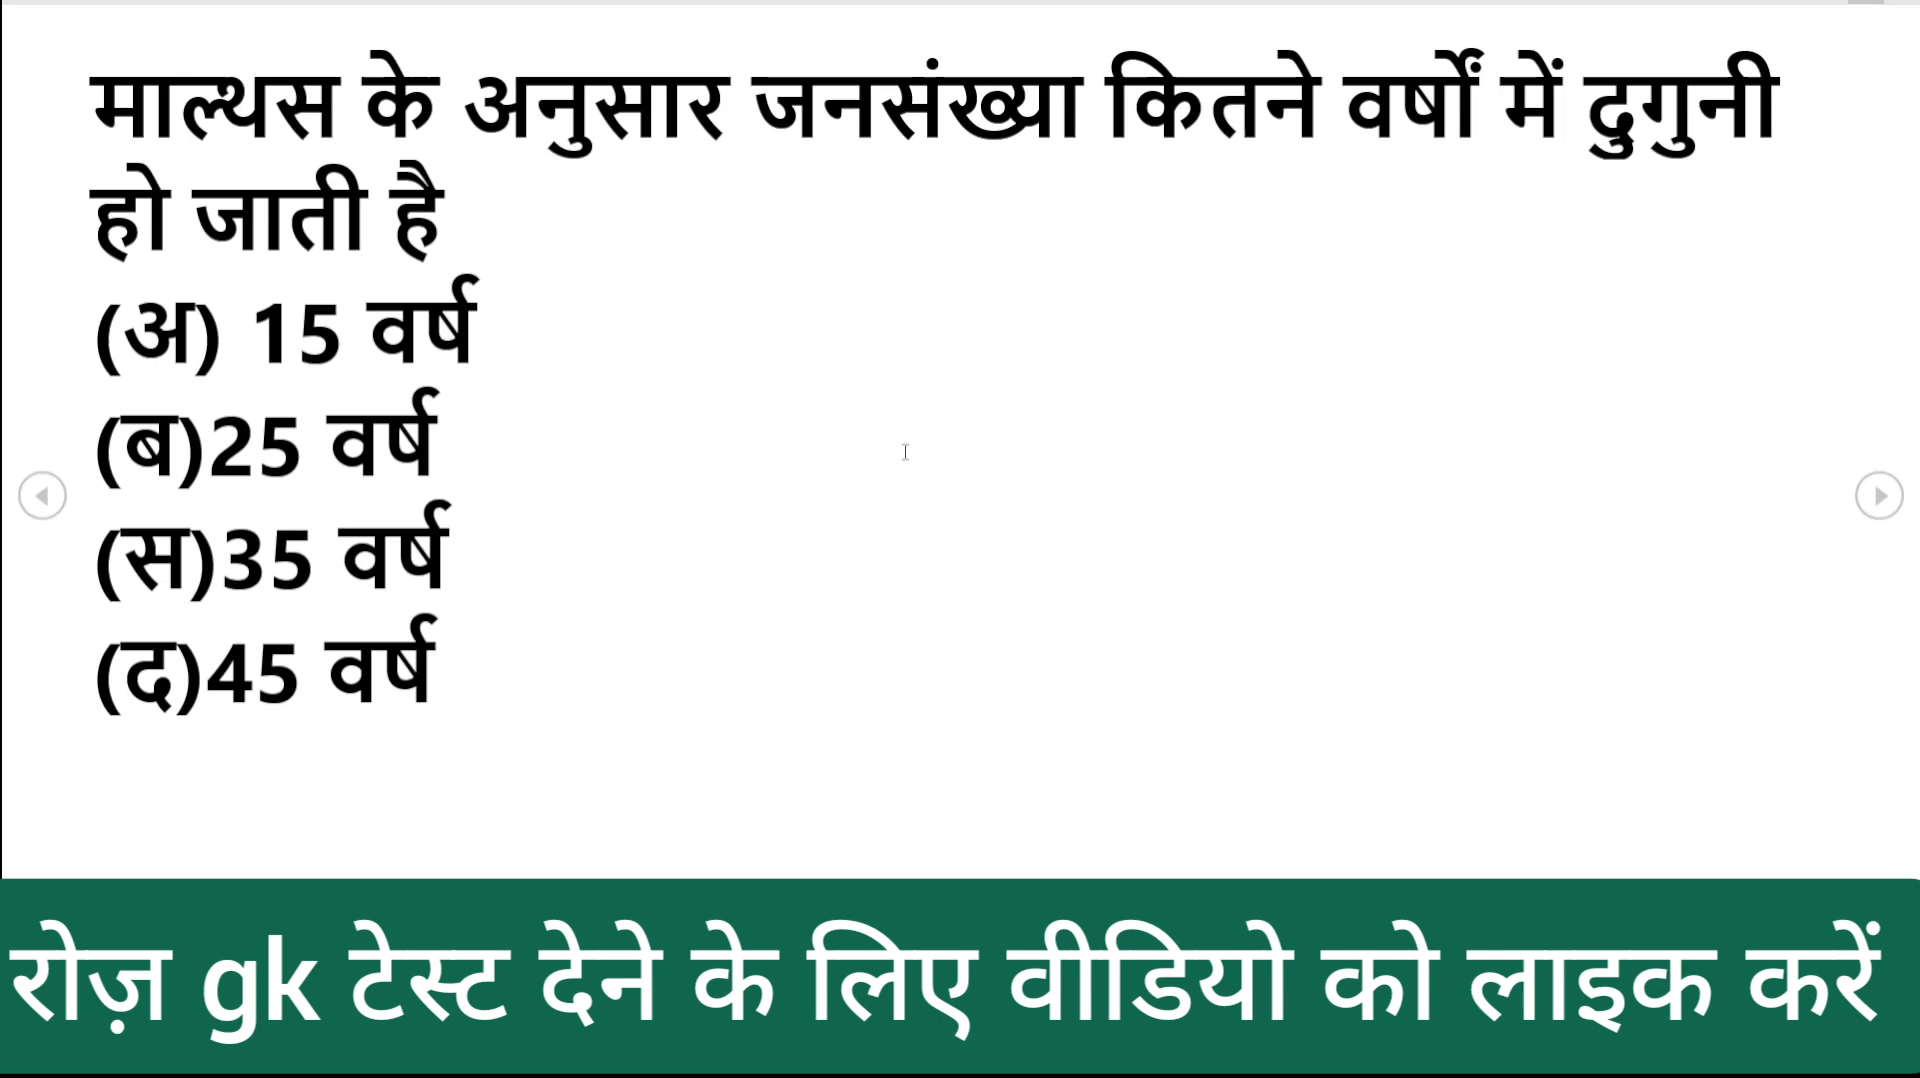 माल्थस के अनुसार जनसंख्या कितने वर्षों में दुगुनी
हो जाती है
(अ) 15 वर्ष
(ब)25 वर्ष
(स)35 वर्ष
(द)45 वर्ष
रोज़ gk टेस्ट देने के लिए वीडियो को लाइक करें